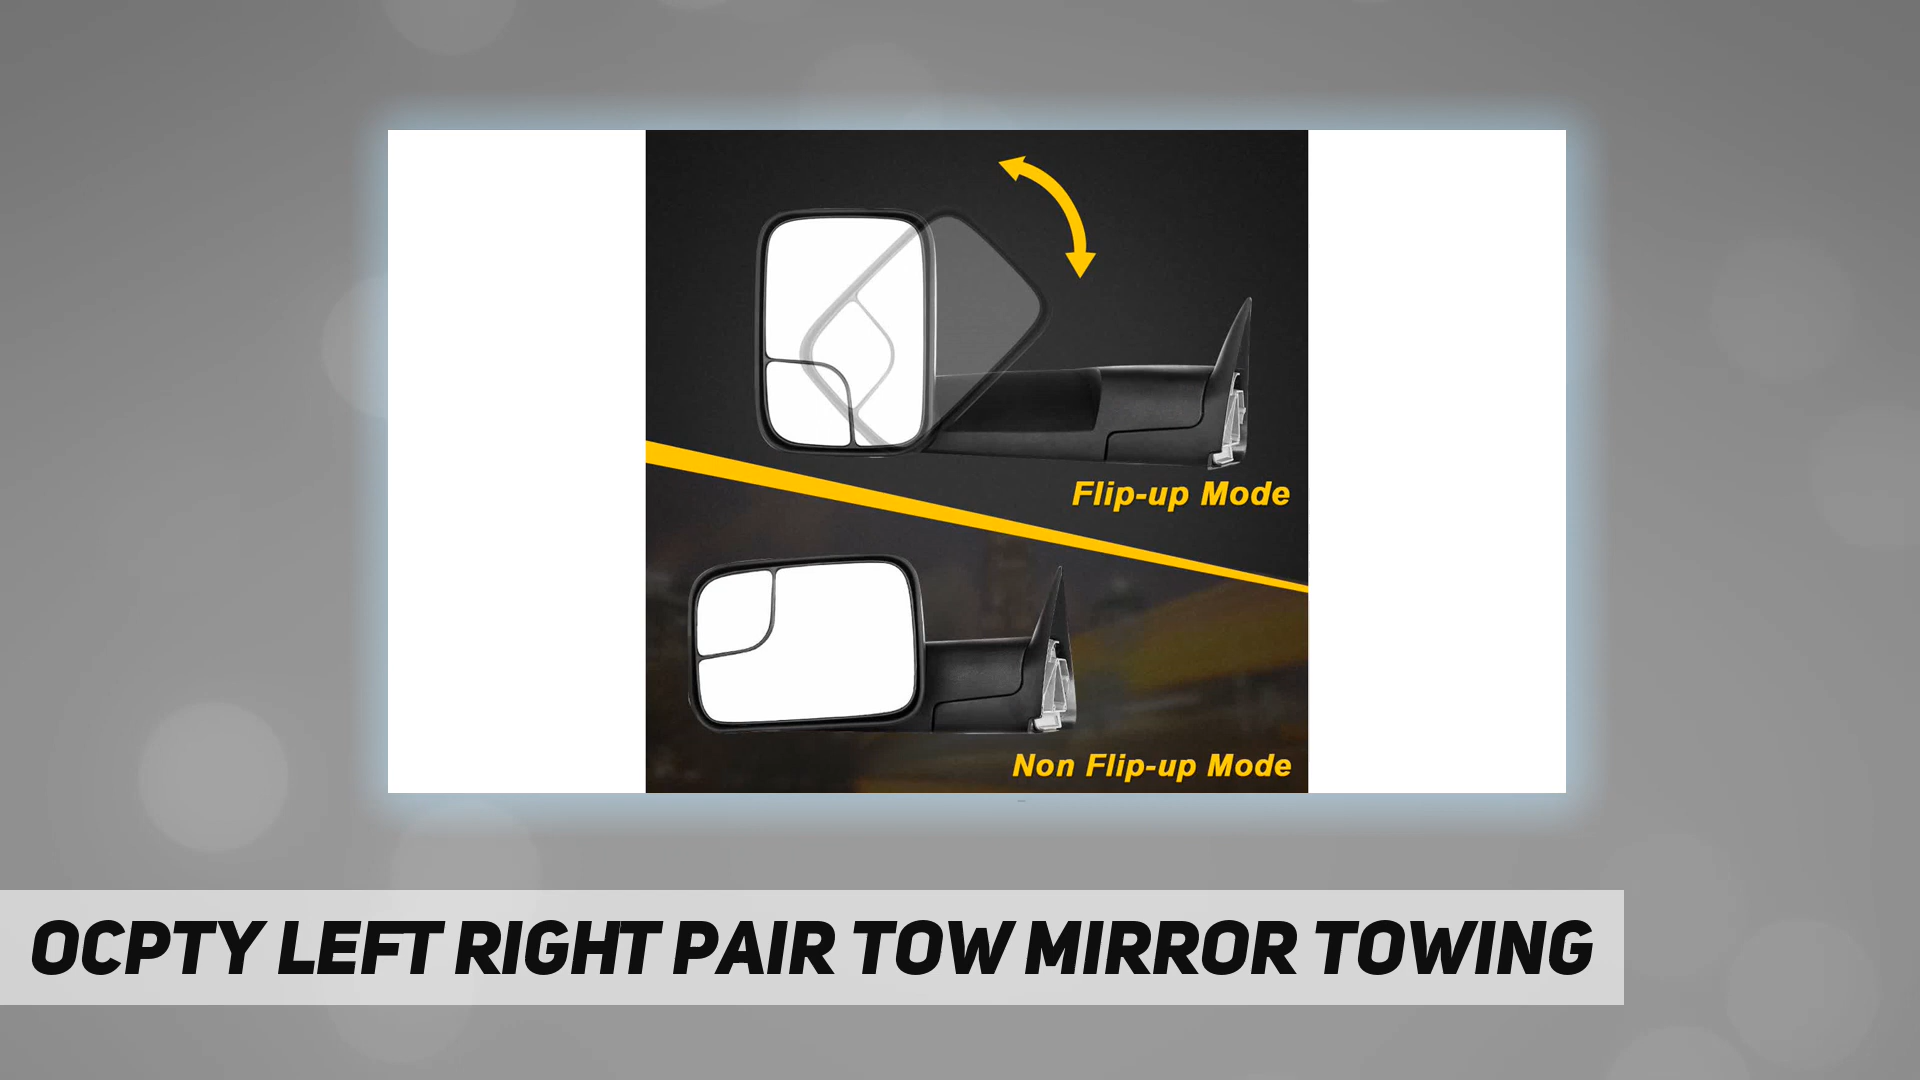 Flip-up Mode
Non Flip-up Mode
OCPTY LEFT RIGHT PAIR TOW MIRROR TOWING